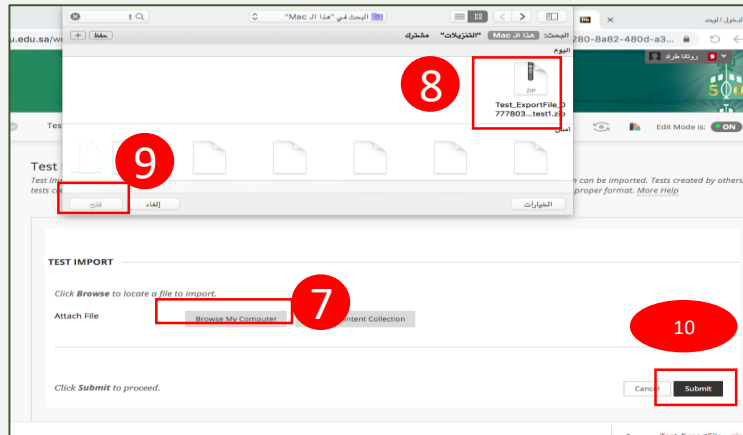 t
البحث في "هذا الـ Mac"
حفظ
البحث: هذا الـ Mac "التنزيلات" مشترك
اليوم
ZIP
Test_ExportFile_0
777803...test1.zip
أمس
8
9
فتح
إلغاء
الخيارات
الدخول الموحد
u.edu.sa/w
280-8a82-480d-a3...
Edit Mode is: ON
Test
n can be imported. Tests created by others,
tests
proper format. More Help
TEST IMPORT
Click Browse to locate a file to import.
Attach File
Browse My Computer
ntent Collection
7
10
Click Submit to proceed.
Cancel
Submit